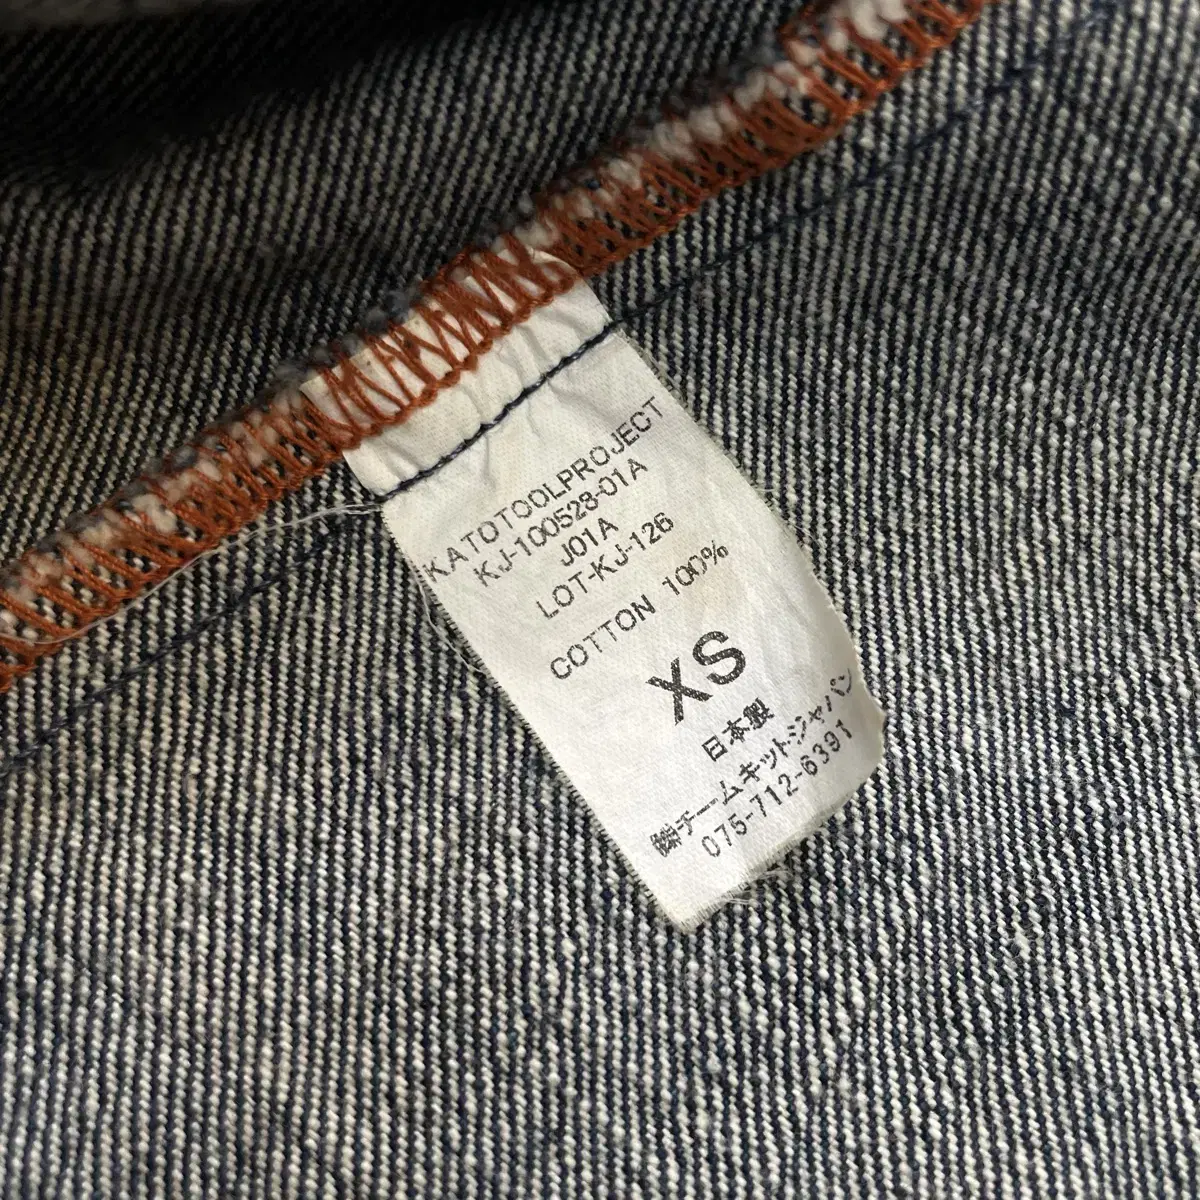 KATOTOOLPROJECT
KJ-100528-01A
J01A
LOT-KJ-126
COTTON 100%
XS
日本製
㈱チームキットジャパン
075-712-6391